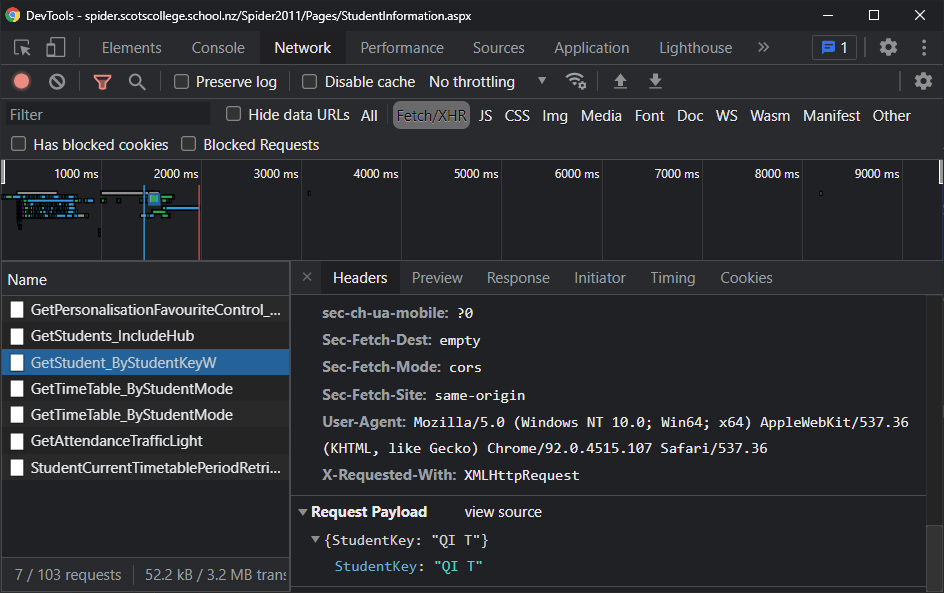 DevTools - spider.scotscollege.school.nz/Spider2011/Pages/StudentInformation.aspx
Elements Console Network Performance Sources Application Lighthouse » 1
Preserve log Disable cache No throttling
Filter Hide data URLs All Fetch/XHR JS CSS Img Media Font Doc WS Wasm Manifest Other
Has blocked cookies Blocked Requests
1000 ms 2000 ms 3000 ms 4000 ms 5000 ms 6000 ms 7000 ms 8000 ms 9000 ms
Name
GetPersonalisationFavouriteControl_...
GetStudents_IncludeHub
GetStudent_ByStudentKeyW
GetTimeTable_ByStudentMode
GetTimeTable_ByStudentMode
GetAttendanceTrafficLight
StudentCurrentTimetablePeriodRetri...
7 / 103 requests 52.2 kB / 3.2 MB trans
× Headers Preview Response Initiator Timing Cookies
sec-ch-ua-mobile: ?0
Sec-Fetch-Dest: empty
Sec-Fetch-Mode: cors
Sec-Fetch-Site: same-origin
User-Agent: Mozilla/5.0 (Windows NT 10.0; Win64; x64) AppleWebKit/537.36
(KHTML, like Gecko) Chrome/92.0.4515.107 Safari/537.36
X-Requested-With: XMLHttpRequest
Request Payload view source
{StudentKey: "QI T"}
StudentKey: "QI T"